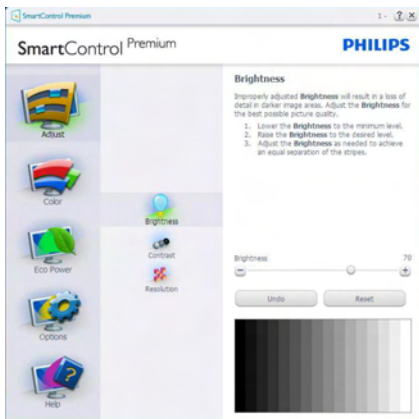 SmartControl Premium
1 - ? X
SmartControl Premium
PHILIPS
Adjust
Color
Eco Power
Options
Help
Brightness
Contrast
Resolution
Brightness
Improperly adjusted Brightness will result in a loss of
detail in darker image areas. Adjust the Brightness for
the best possible picture quality.
1. Lower the Brightness to the minimum level.
2. Raise the Brightness to the desired level.
3. Adjust the Brightness as needed to achieve
an equal separation of the stripes.
Brightness 70
Undo Reset